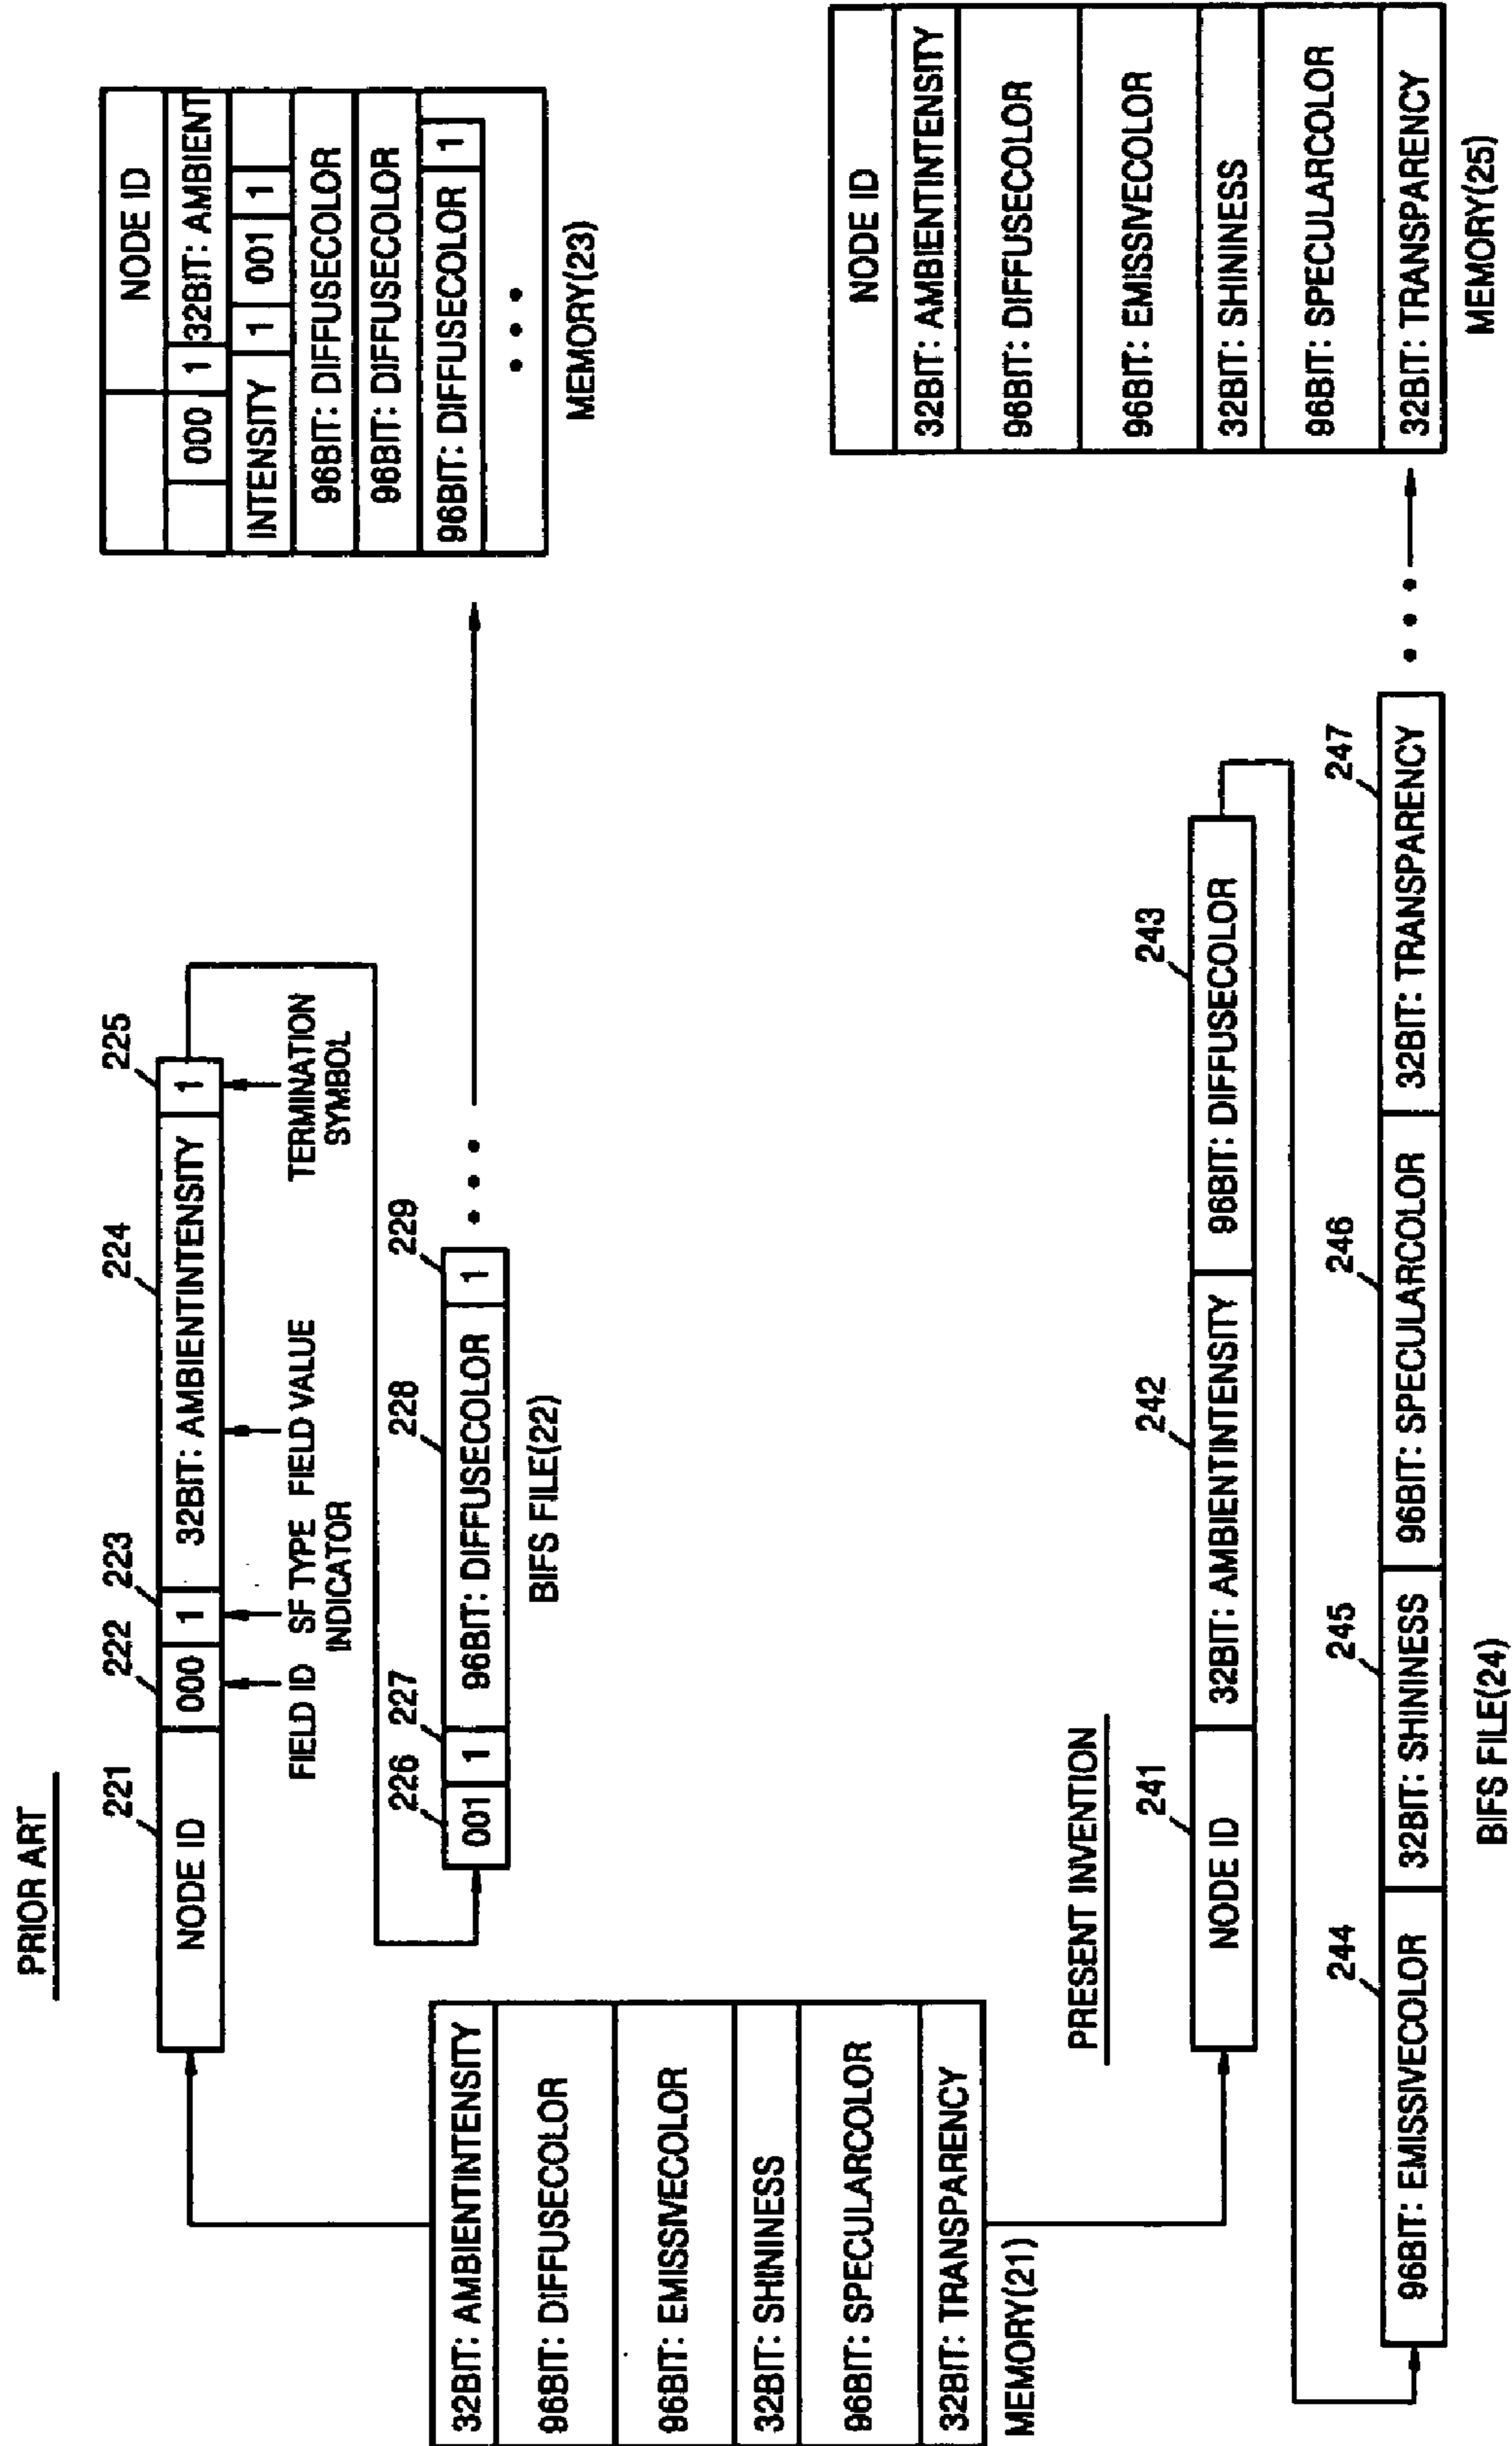 PRIOR ART
221
222
223
224
225
NODE ID
000
1
32BIT: AMBIENTINTENSITY
1
FIELD ID
SF TYPE
INDICATOR
FIELD VALUE
TERMINATION
SYMBOL
226
227
228
229
001
1
96BIT: DIFFUSECOLOR
1
BIFS FILE(22)
NODE ID
000
1
32BIT: AMBIENT
INTENSITY
1
001
1
96BIT: DIFFUSECOLOR
96BIT: DIFFUSECOLOR
96BIT: DIFFUSECOLOR
1
MEMORY(23)
32BIT: AMBIENTINTENSITY
96BIT: DIFFUSECOLOR
96BIT: EMISSIVECOLOR
32BIT: SHININESS
96BIT: SPECULARCOLOR
32BIT: TRANSPARENCY
MEMORY(21)
PRESENT INVENTION
241
242
243
NODE ID
32BIT: AMBIENTINTENSITY
96BIT: DIFFUSECOLOR
244
245
246
247
96BIT: EMISSIVECOLOR
32BIT: SHININESS
96BIT: SPECULARCOLOR
32BIT: TRANSPARENCY
BIFS FILE(24)
NODE ID
32BIT: AMBIENTINTENSITY
96BIT: DIFFUSECOLOR
96BIT: EMISSIVECOLOR
32BIT: SHININESS
96BIT: SPECULARCOLOR
32BIT: TRANSPARENCY
MEMORY(25)